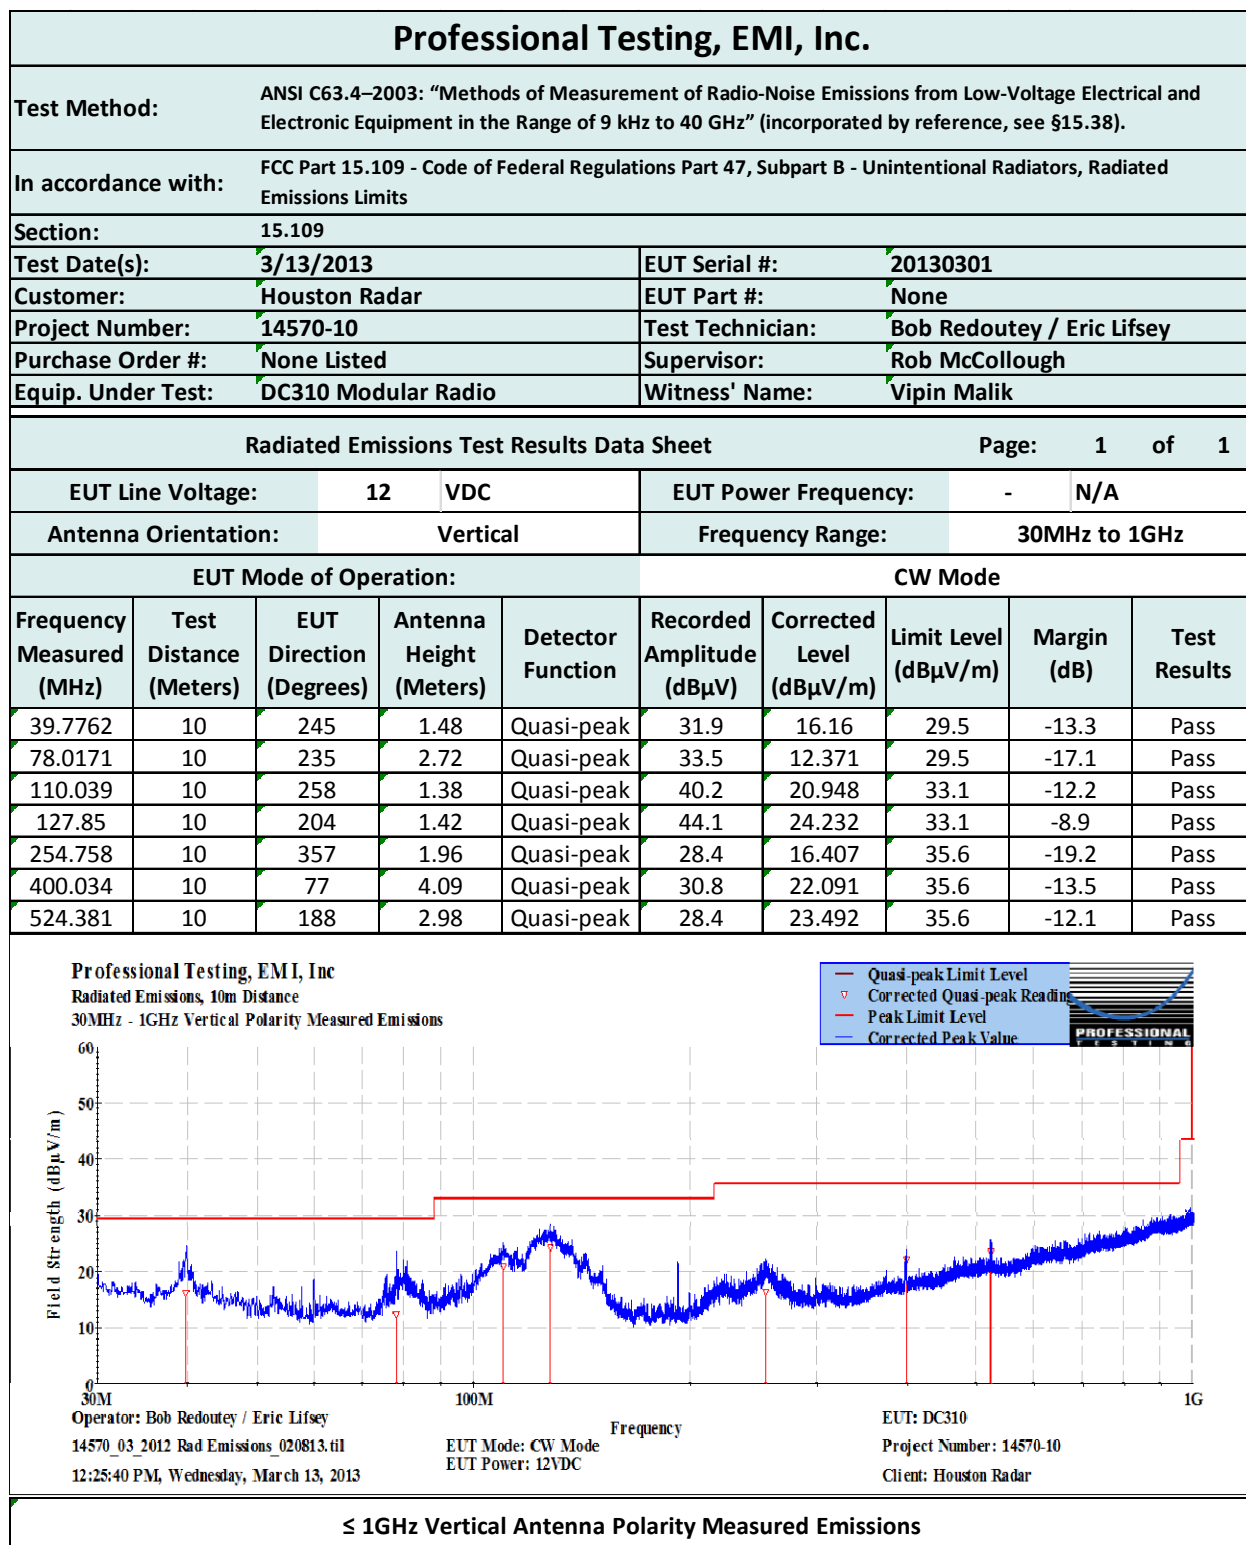 Professional Testing, EMI, Inc.
Test Method:
ANSI C63.4–2003: “Methods of Measurement of Radio-Noise Emissions from Low-Voltage Electrical and
Electronic Equipment in the Range of 9 kHz to 40 GHz” (incorporated by reference, see §15.38).
In accordance with:
FCC Part 15.109 - Code of Federal Regulations Part 47, Subpart B - Unintentional Radiators, Radiated
Emissions Limits
Section: 15.109
Test Date(s): 3/13/2013 EUT Serial #: 20130301
Customer: Houston Radar EUT Part #: None
Project Number: 14570-10 Test Technician: Bob Redoutey / Eric Lifsey
Purchase Order #: None Listed Supervisor: Rob McCollough
Equip. Under Test: DC310 Modular Radio Witness' Name: Vipin Malik
Radiated Emissions Test Results Data Sheet Page: 1 of 1
EUT Line Voltage: 12 VDC EUT Power Frequency: - N/A
Antenna Orientation: Vertical Frequency Range: 30MHz to 1GHz
EUT Mode of Operation: CW Mode
Frequency Measured (MHz) Test Distance (Meters) EUT Direction (Degrees) Antenna Height (Meters) Detector Function Recorded Amplitude (dBµV) Corrected Level (dBµV/m) Limit Level (dBµV/m) Margin (dB) Test Results
39.7762 10 245 1.48 Quasi-peak 31.9 16.16 29.5 -13.3 Pass
78.0171 10 235 2.72 Quasi-peak 33.5 12.371 29.5 -17.1 Pass
110.039 10 258 1.38 Quasi-peak 40.2 20.948 33.1 -12.2 Pass
127.85 10 204 1.42 Quasi-peak 44.1 24.232 33.1 -8.9 Pass
254.758 10 357 1.96 Quasi-peak 28.4 16.407 35.6 -19.2 Pass
400.034 10 77 4.09 Quasi-peak 30.8 22.091 35.6 -13.5 Pass
524.381 10 188 2.98 Quasi-peak 28.4 23.492 35.6 -12.1 Pass
Professional Testing, EMI, Inc
Radiated Emissions, 10m Distance
30MHz - 1GHz Vertical Polarity Measured Emissions
Quasi-peak Limit Level
Corrected Quasi-peak Reading
Peak Limit Level
Corrected Peak Value
PROFESSIONAL
TESTING
Field Strength (dBµV/m)
60
50
40
30
20
10
0
30M 100M 1G
Frequency
Operator: Bob Redoutey / Eric Lifsey
14570_03_2012 Rad Emissions_020813.til
12:25:40 PM, Wednesday, March 13, 2013
EUT Mode: CW Mode
EUT Power: 12VDC
EUT: DC310
Project Number: 14570-10
Client: Houston Radar
≤ 1GHz Vertical Antenna Polarity Measured Emissions